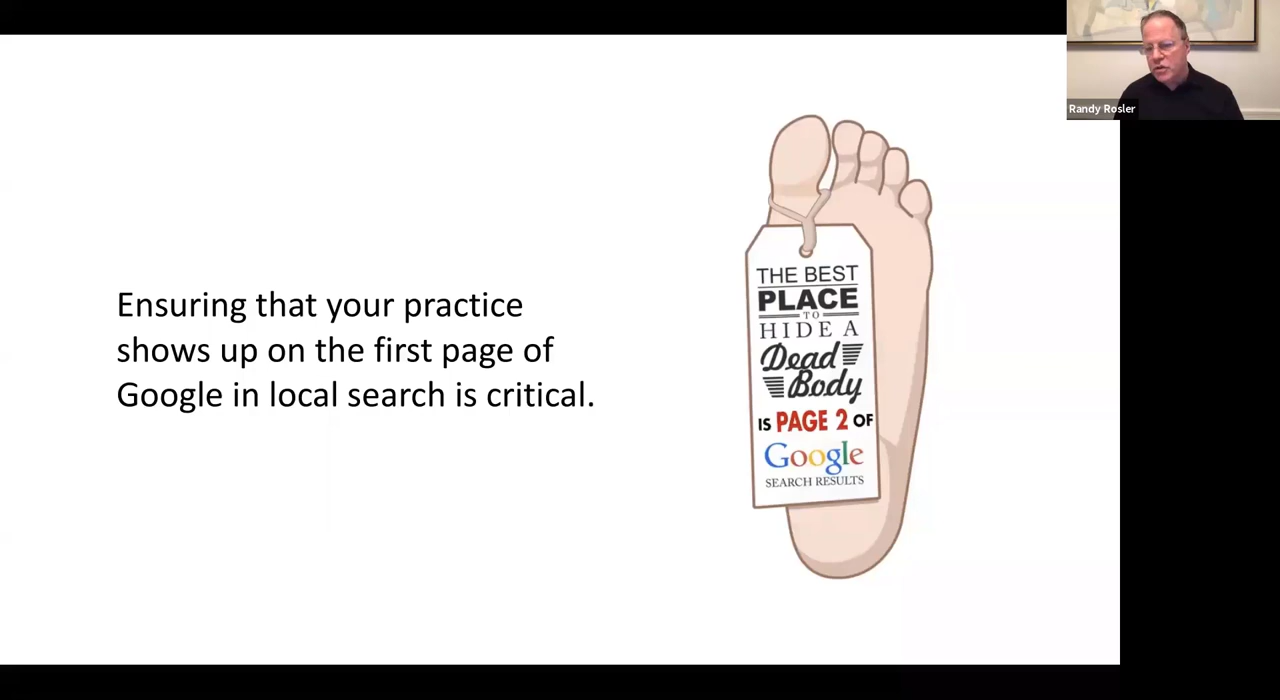 Randy Rosler
Ensuring that your practice
shows up on the first page of
Google in local search is critical.
THE BEST
PLACE
TO
HIDE A
Dead
Body
IS PAGE 2 OF
Google
SEARCH RESULTS